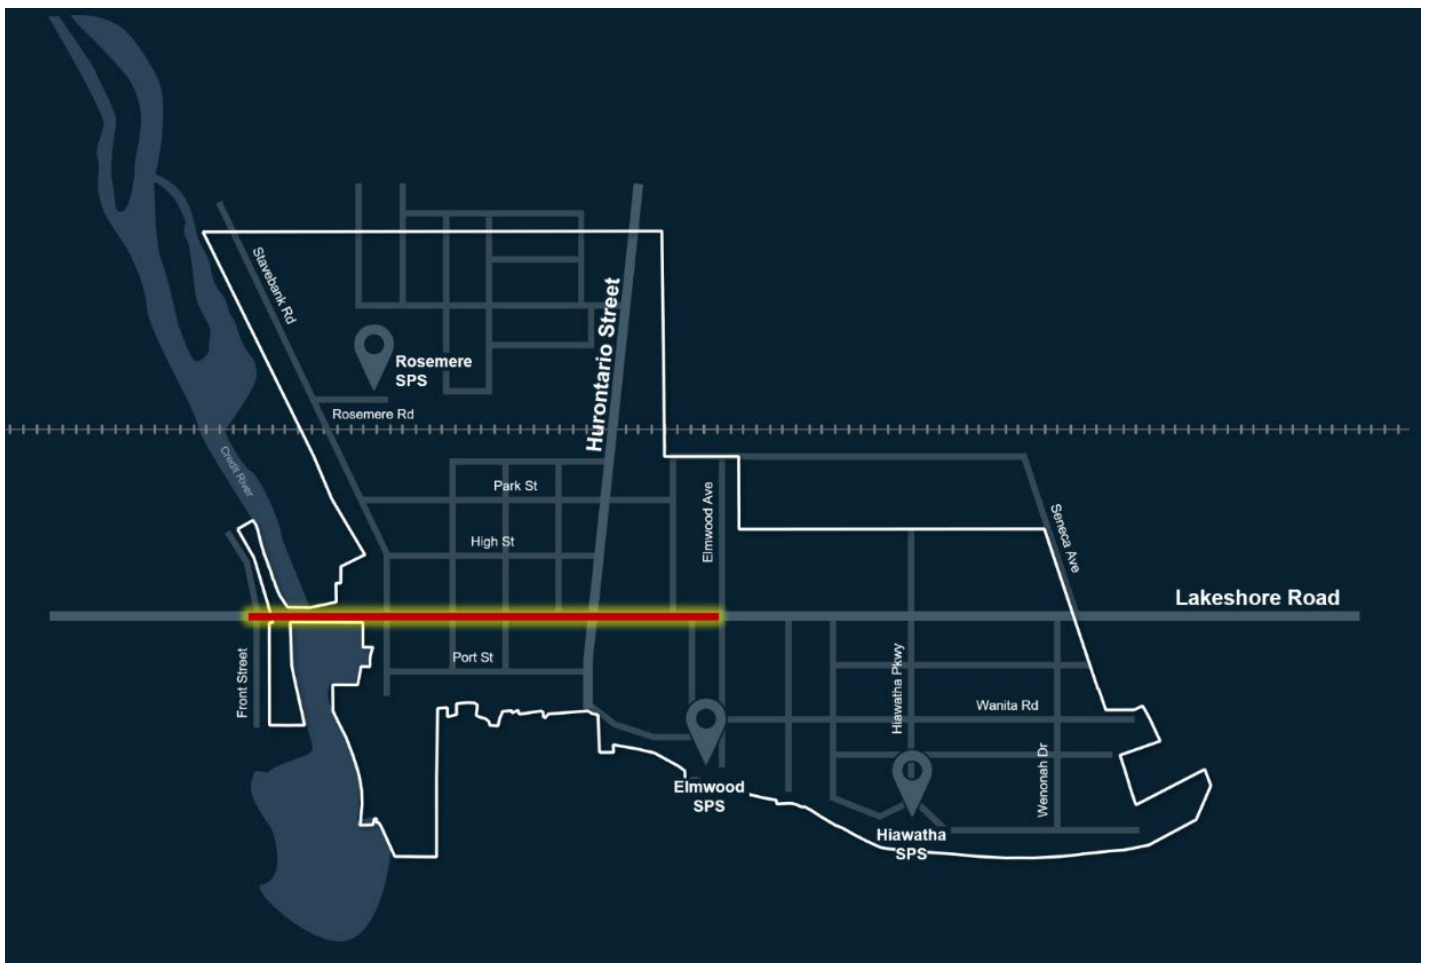 Stavebank Rd
Hurontario Street
Rosemere
SPS
Rosemere Rd
Credit River
Park St
Elmwood Ave
Seneca Ave
High St
Lakeshore Road
Port St
Front Street
Hiawatha Pkwy
Wanita Rd
Wenonah Dr
Elmwood
SPS
Hiawatha
SPS